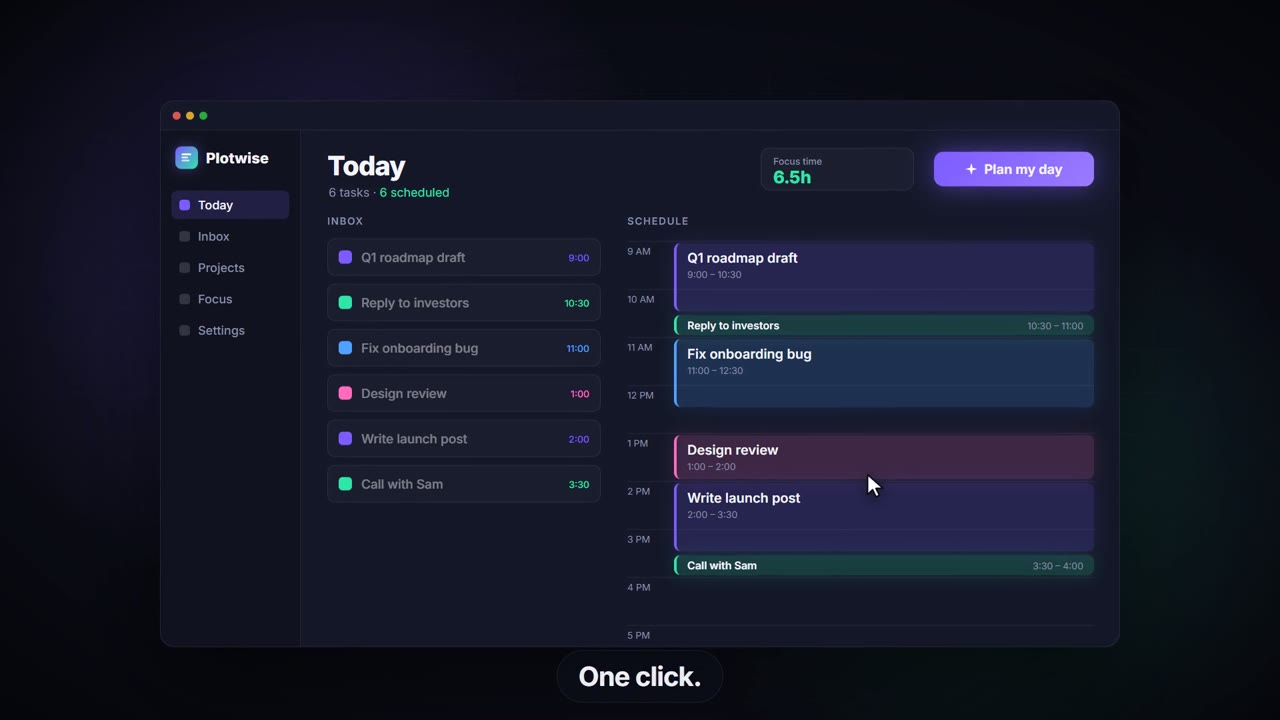 Plotwise
Today
Inbox
Projects
Focus
Settings
Today
6 tasks · 6 scheduled
Focus time
6.5h
Plan my day
INBOX
Q1 roadmap draft 9:00
Reply to investors 10:30
Fix onboarding bug 11:00
Design review 1:00
Write launch post 2:00
Call with Sam 3:30
SCHEDULE
9 AM
Q1 roadmap draft
9:00 – 10:30
10 AM
Reply to investors 10:30 – 11:00
11 AM
Fix onboarding bug
11:00 – 12:30
12 PM
1 PM
Design review
1:00 – 2:00
2 PM
Write launch post
2:00 – 3:30
3 PM
Call with Sam 3:30 – 4:00
4 PM
5 PM
One click.